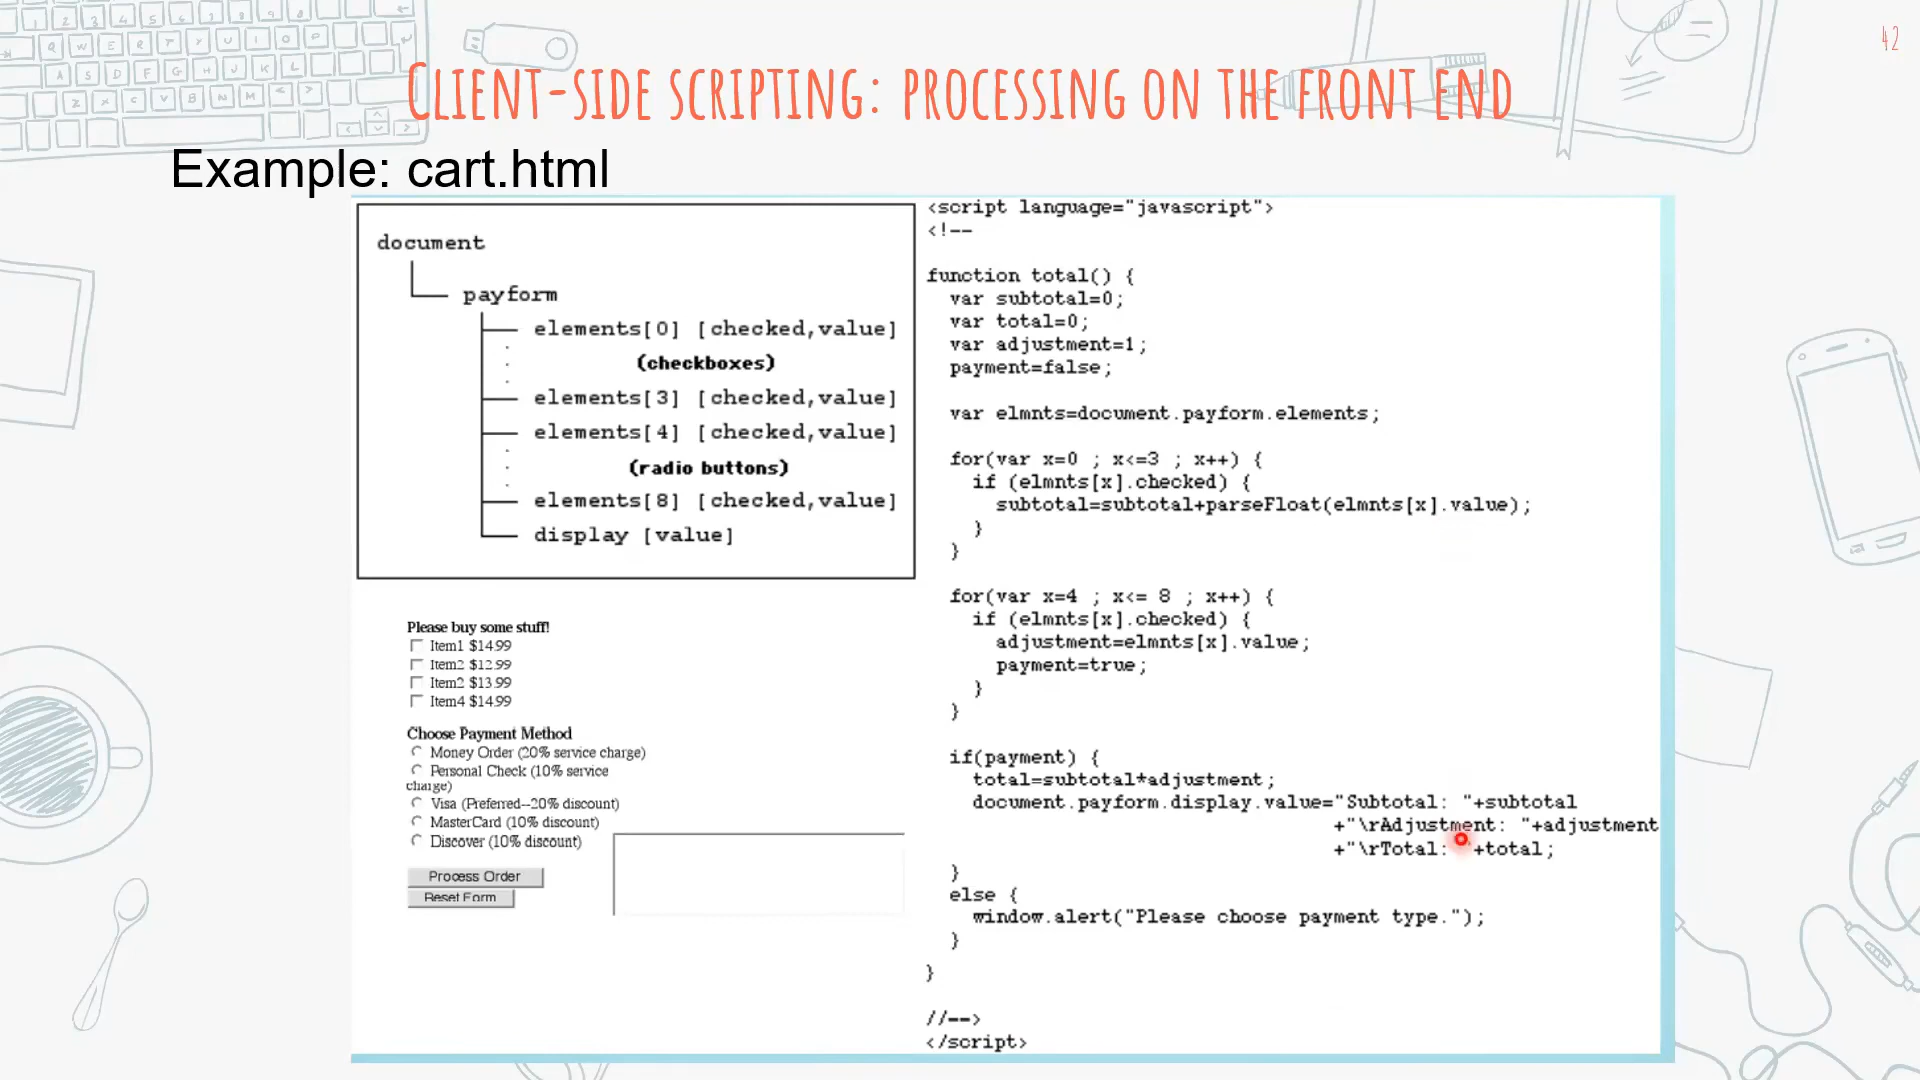 42
Client-side scripting: processing on the front end
Example: cart.html
document
payform
elements[0] [checked,value]
(checkboxes)
elements[3] [checked,value]
elements[4] [checked,value]
(radio buttons)
elements[8] [checked,value]
display [value]
Please buy some stuff!
Item1 $14.99
Item2 $12.99
Item2 $13.99
Item4 $14.99
Choose Payment Method
Money Order (20% service charge)
Personal Check (10% service
charge)
Visa (Preferred--20% discount)
MasterCard (10% discount)
Discover (10% discount)
Process Order
Reset Form
<script language="javascript">
<!--
function total() {
var subtotal=0;
var total=0;
var adjustment=1;
payment=false;
var elmnts=document.payform.elements;
for(var x=0 ; x<=3 ; x++) {
if (elmnts[x].checked) {
subtotal=subtotal+parseFloat(elmnts[x].value);
}
}
for(var x=4 ; x<= 8 ; x++) {
if (elmnts[x].checked) {
adjustment=elmnts[x].value;
payment=true;
}
}
if(payment) {
total=subtotal*adjustment;
document.payform.display.value="Subtotal: "+subtotal
+"\rAdjustment: "+adjustment
+"\rTotal: "+total;
}
else {
window.alert("Please choose payment type.");
}
}
//-->
</script>